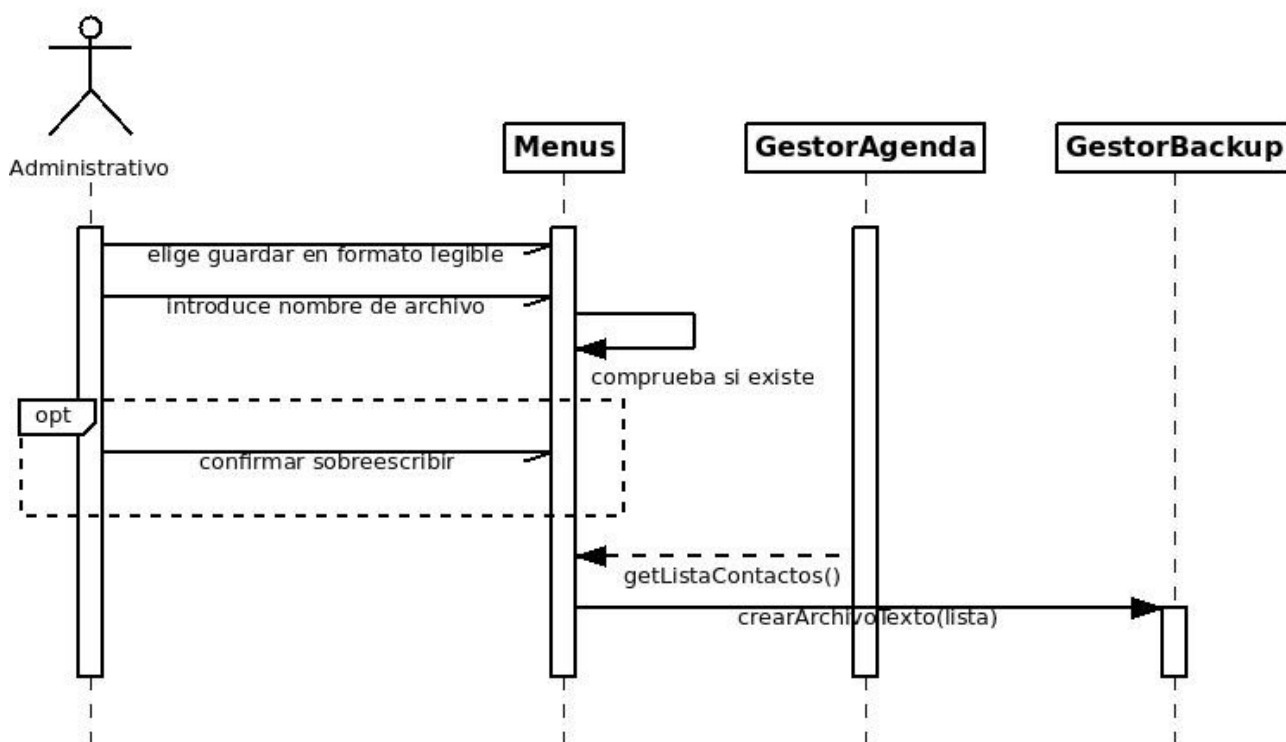 Administrativo
Menus
GestorAgenda
GestorBackup
elige guardar en formato legible
introduce nombre de archivo
comprueba si existe
opt
confirmar sobreescribir
getListaContactos()
crearArchivoTexto(lista)